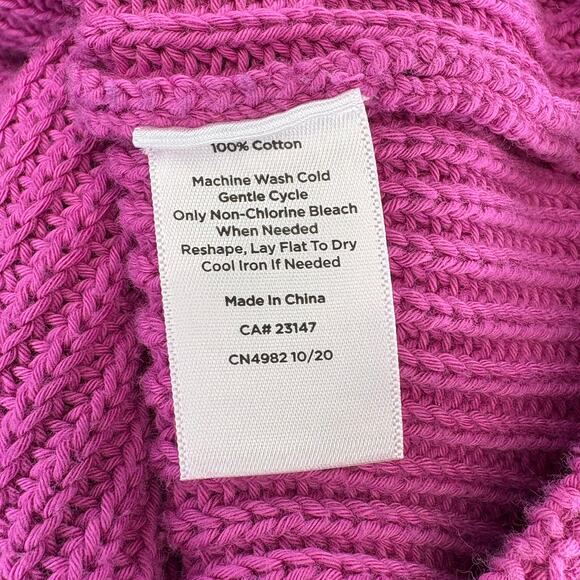 100% Cotton
Machine Wash Cold
Gentle Cycle
Only Non-Chlorine Bleach
When Needed
Reshape, Lay Flat To Dry
Cool Iron If Needed
Made In China
CA# 23147
CN4982 10/20